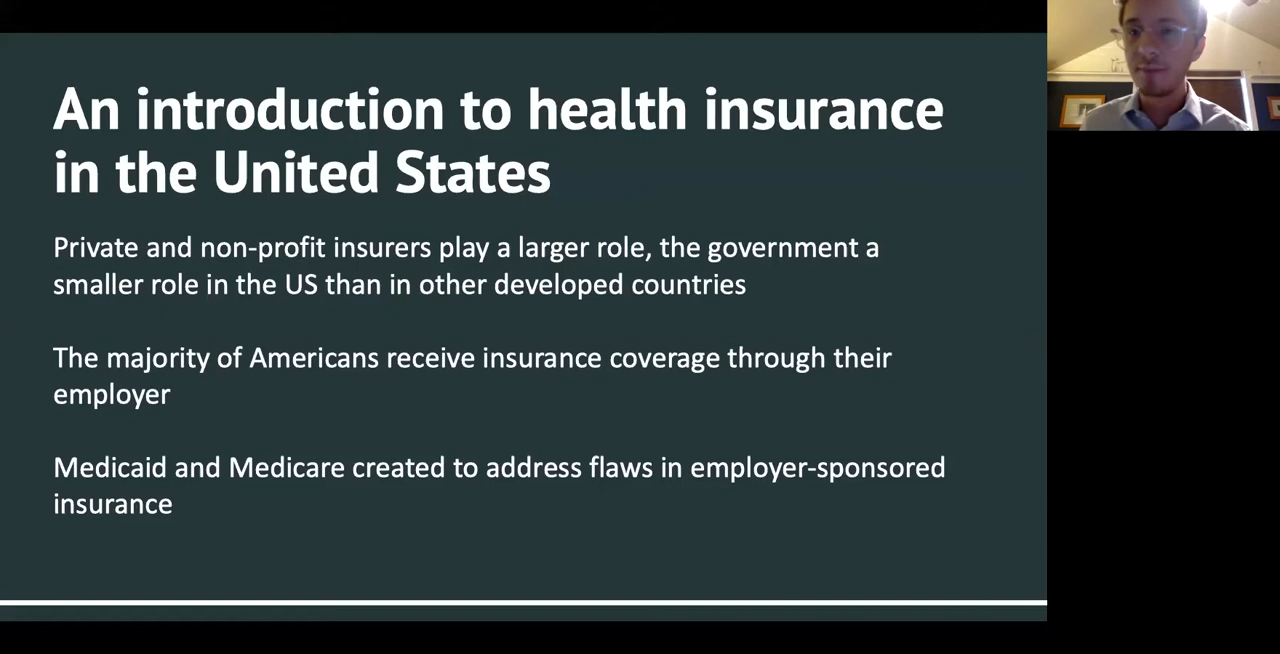 An introduction to health insurance
in the United States
Private and non-profit insurers play a larger role, the government a
smaller role in the US than in other developed countries
The majority of Americans receive insurance coverage through their
employer
Medicaid and Medicare created to address flaws in employer-sponsored
insurance